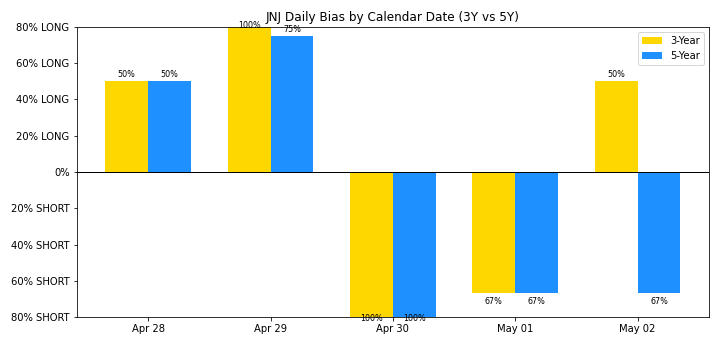 JNJ Daily Bias by Calendar Date (3Y vs 5Y)
80% LONG
60% LONG
40% LONG
20% LONG
0%
20% SHORT
40% SHORT
60% SHORT
80% SHORT
50%
50%
100%
75%
100%
100%
67%
67%
50%
67%
3-Year
5-Year
Apr 28
Apr 29
Apr 30
May 01
May 02